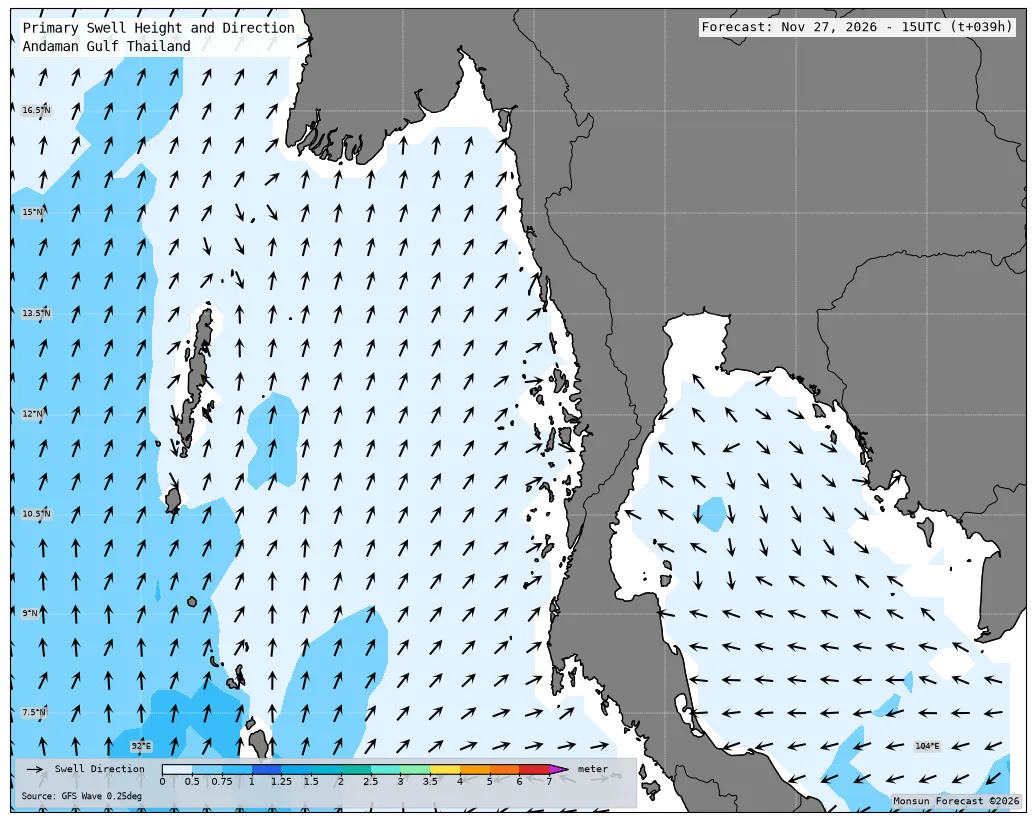 Primary Swell Height and Direction
Andaman Gulf Thailand
Forecast: Nov 27, 2026 - 15UTC (t+039h)
16.5°N
15°N
13.5°N
12°N
10.5°N
9°N
7.5°N
92°E
104°E
Swell Direction
meter
0 0.5 0.75 1 1.25 1.5 2 2.5 3 3.5 4 5 6 7
Source: GFS Wave 0.25deg
Monsun Forecast ©2026